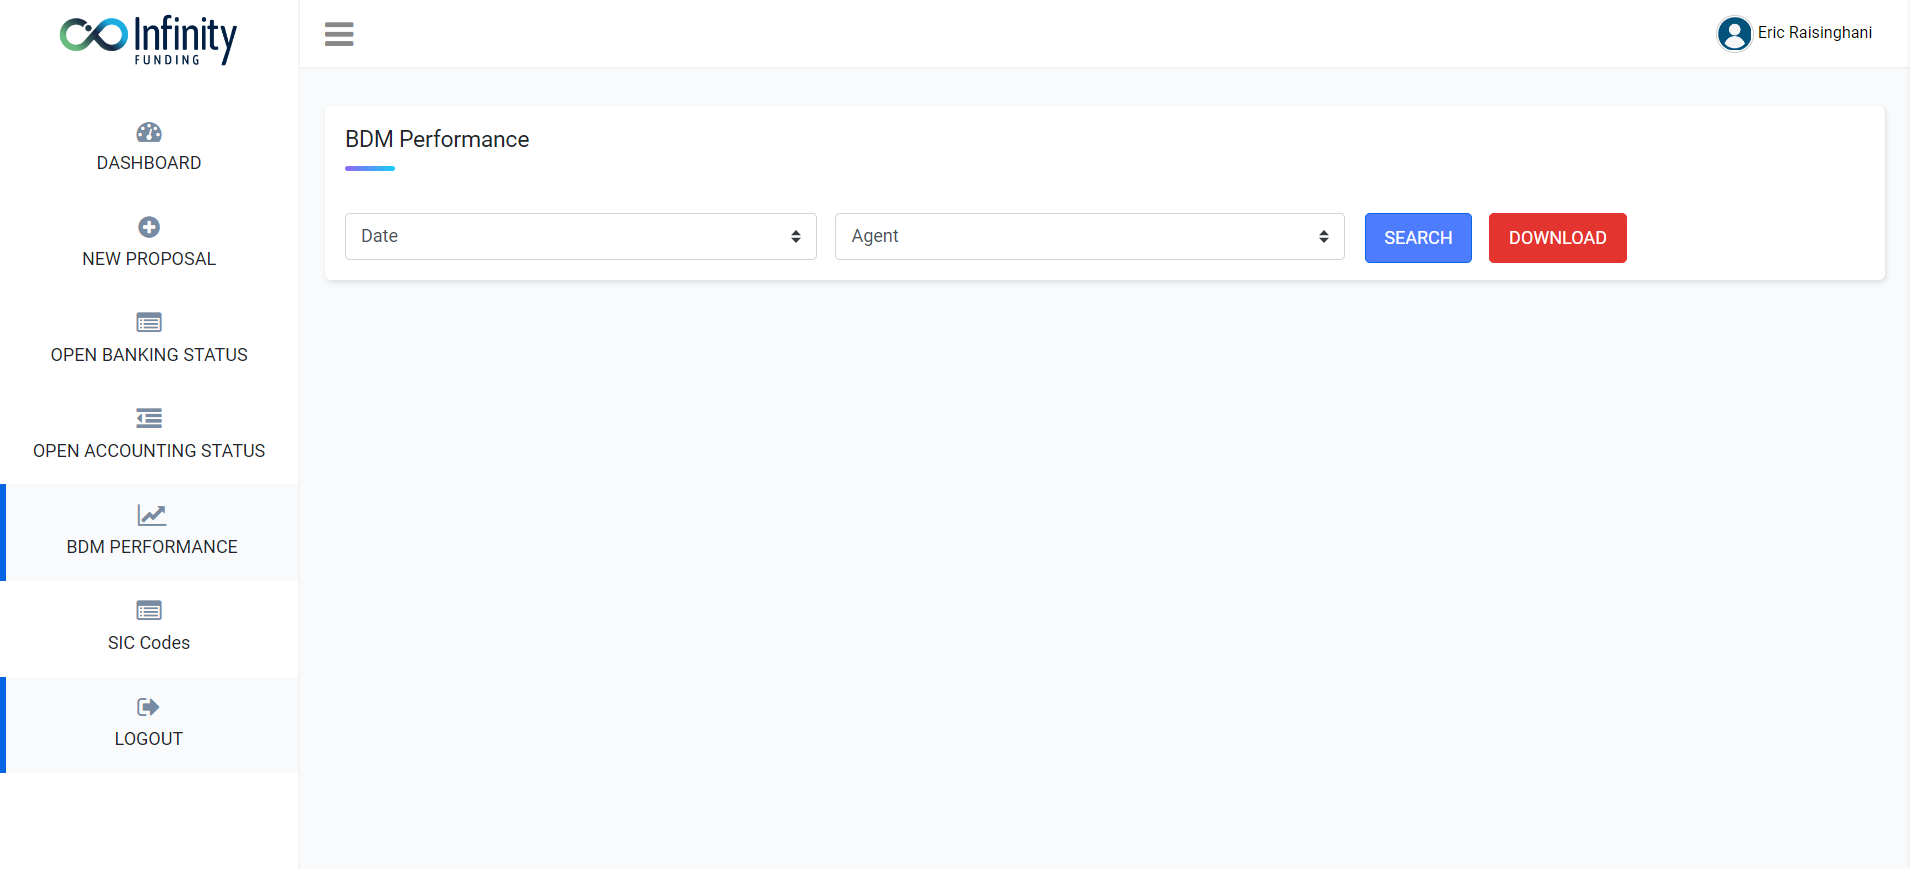 Infinity
FUNDING
Eric Raisinghani
DASHBOARD
NEW PROPOSAL
OPEN BANKING STATUS
OPEN ACCOUNTING STATUS
BDM PERFORMANCE
SIC Codes
LOGOUT
BDM Performance
Date
Agent
SEARCH
DOWNLOAD